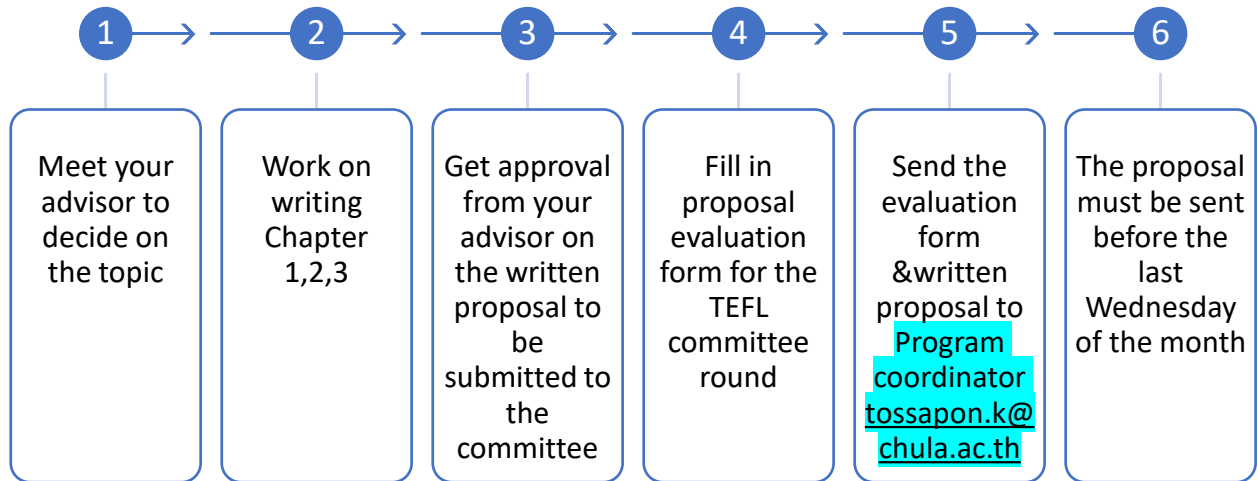 1
2
3
4
5
6
Meet your
advisor to
decide on
the topic
Work on
writing
Chapter
1,2,3
Get approval
from your
advisor on
the written
proposal to
be
submitted to
the
committee
Fill in
proposal
evaluation
form for the
TEFL
committee
round
Send the
evaluation
form
&written
proposal to
Program
coordinator
tossapon.k@
chula.ac.th
The proposal
must be sent
before the
last
Wednesday
of the month